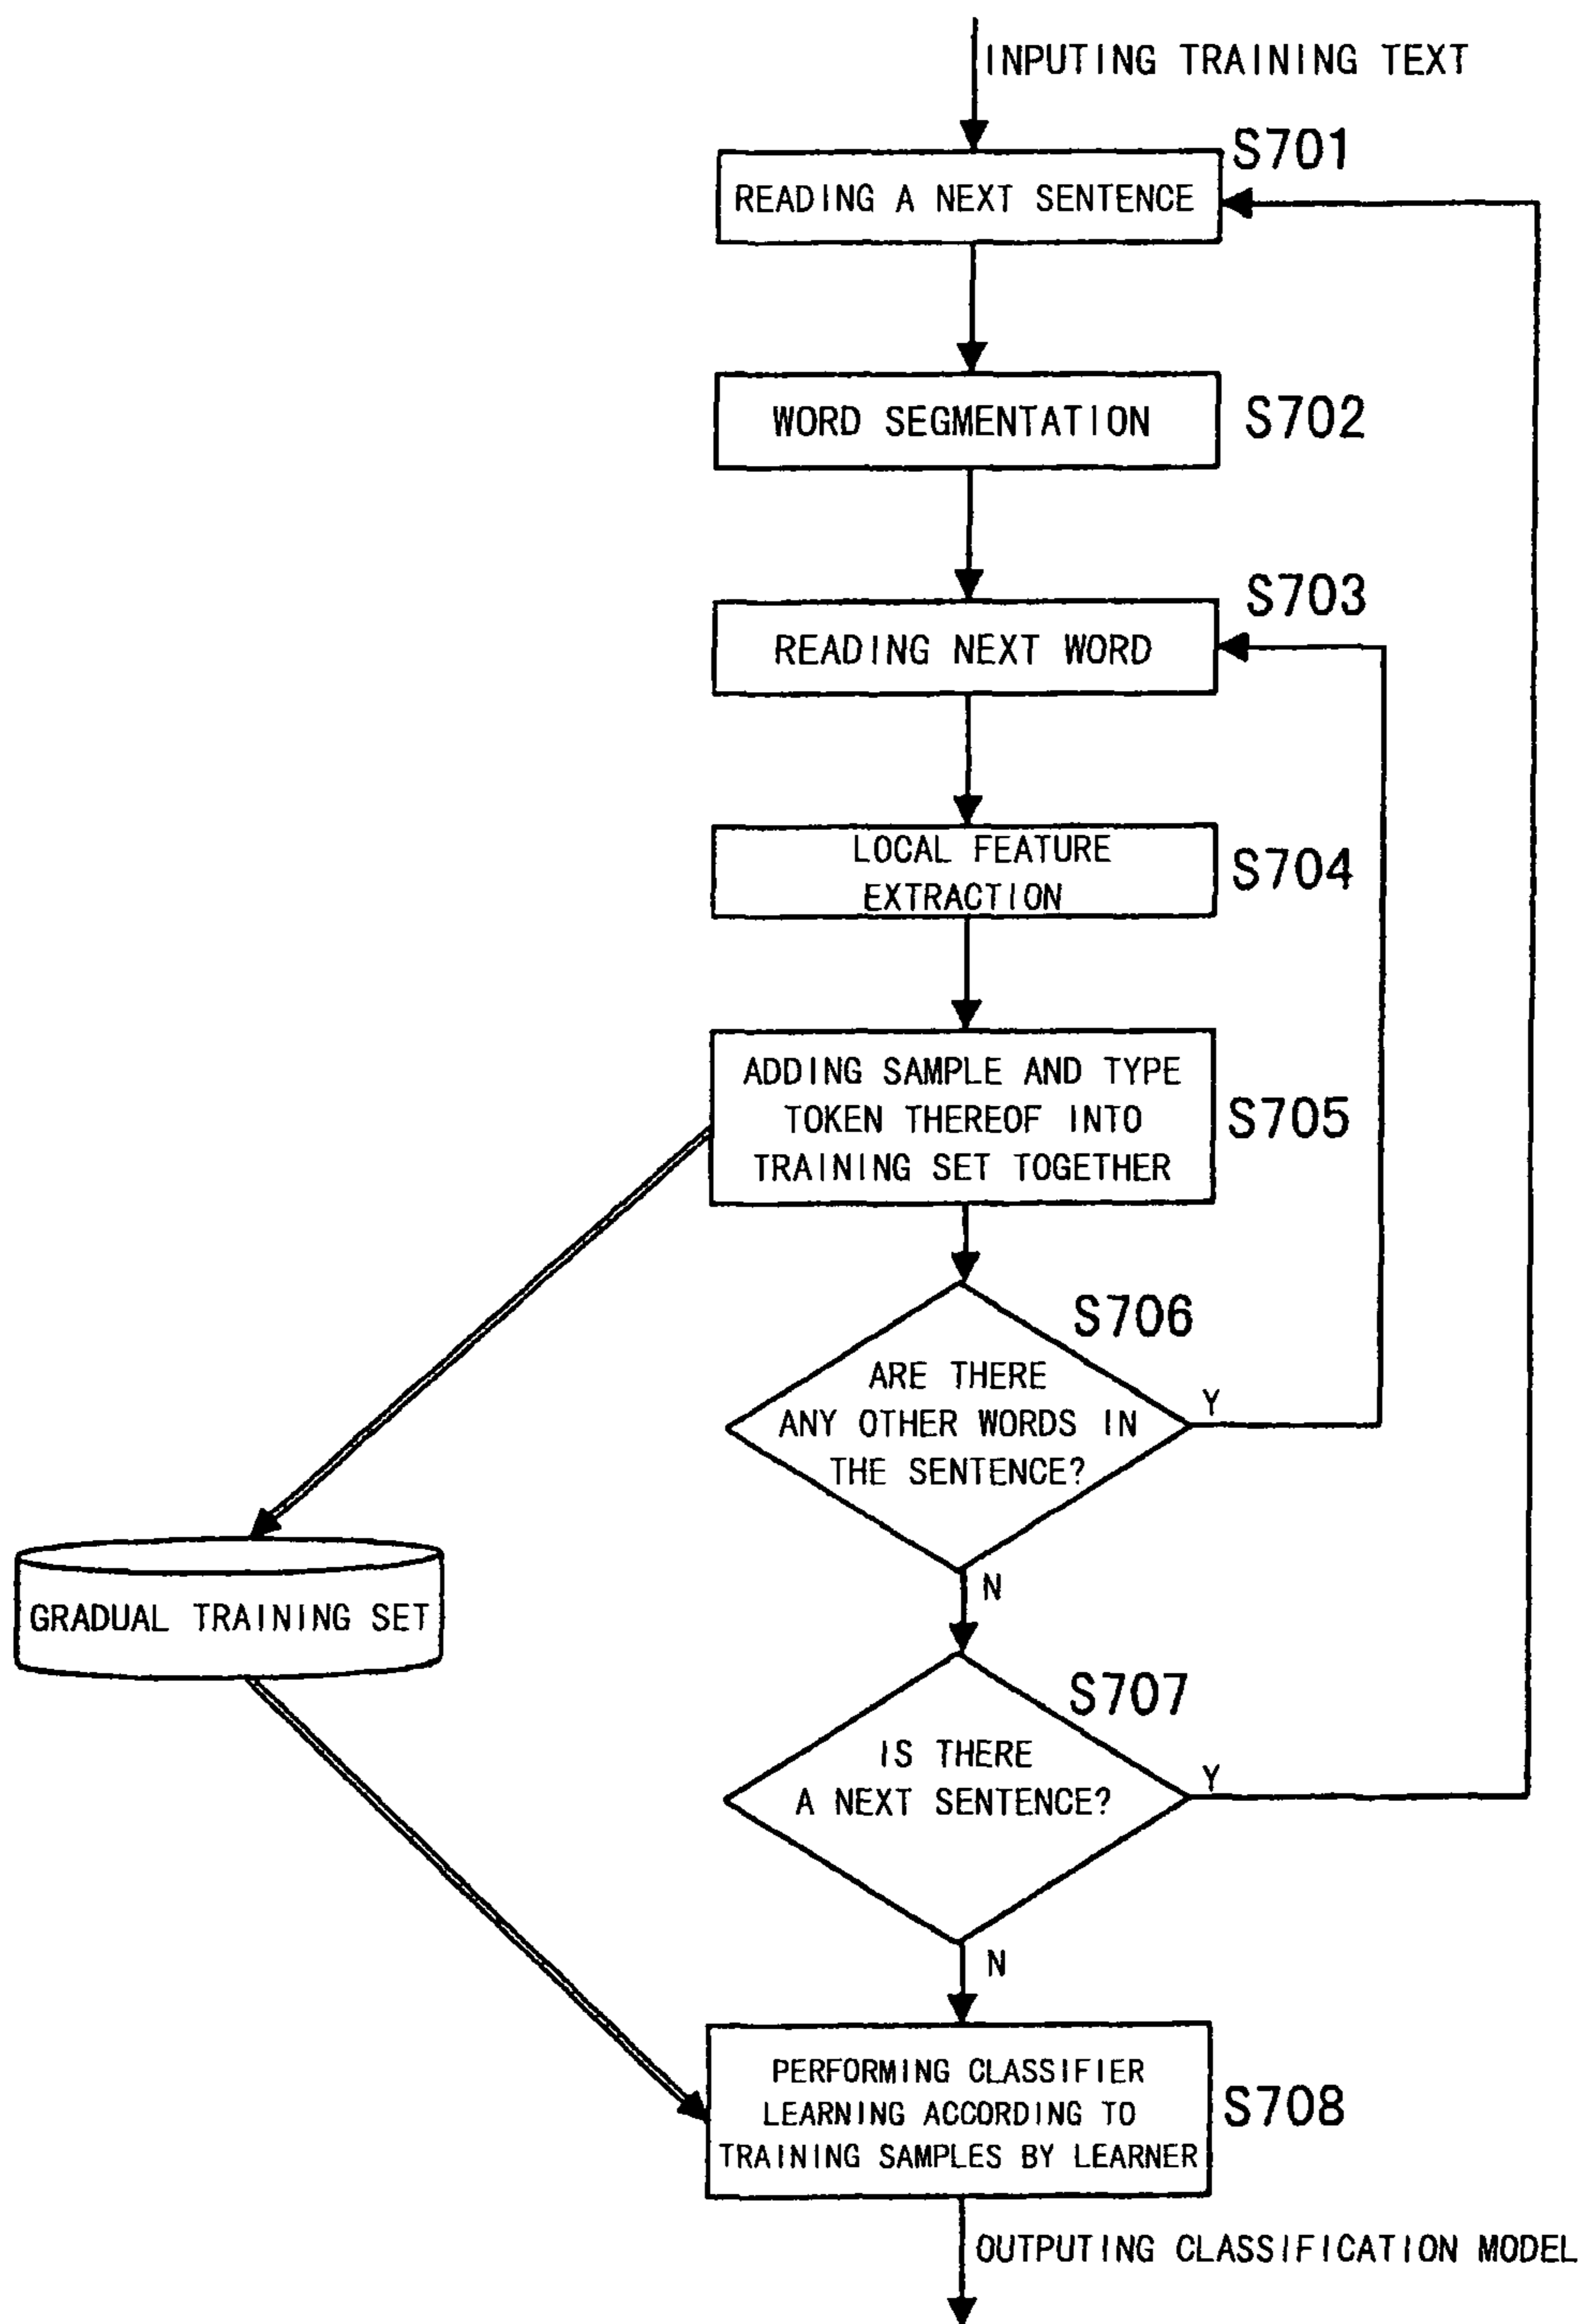 INPUTING TRAINING TEXT
S701
READING A NEXT SENTENCE
WORD SEGMENTATION
S702
S703
READING NEXT WORD
LOCAL FEATURE
EXTRACTION
S704
ADDING SAMPLE AND TYPE
TOKEN THEREOF INTO
TRAINING SET TOGETHER
S705
S706
ARE THERE
ANY OTHER WORDS IN
THE SENTENCE?
Y
N
GRADUAL TRAINING SET
S707
IS THERE
A NEXT SENTENCE?
Y
N
PERFORMING CLASSIFIER
LEARNING ACCORDING TO
TRAINING SAMPLES BY LEARNER
S708
OUTPUTING CLASSIFICATION MODEL